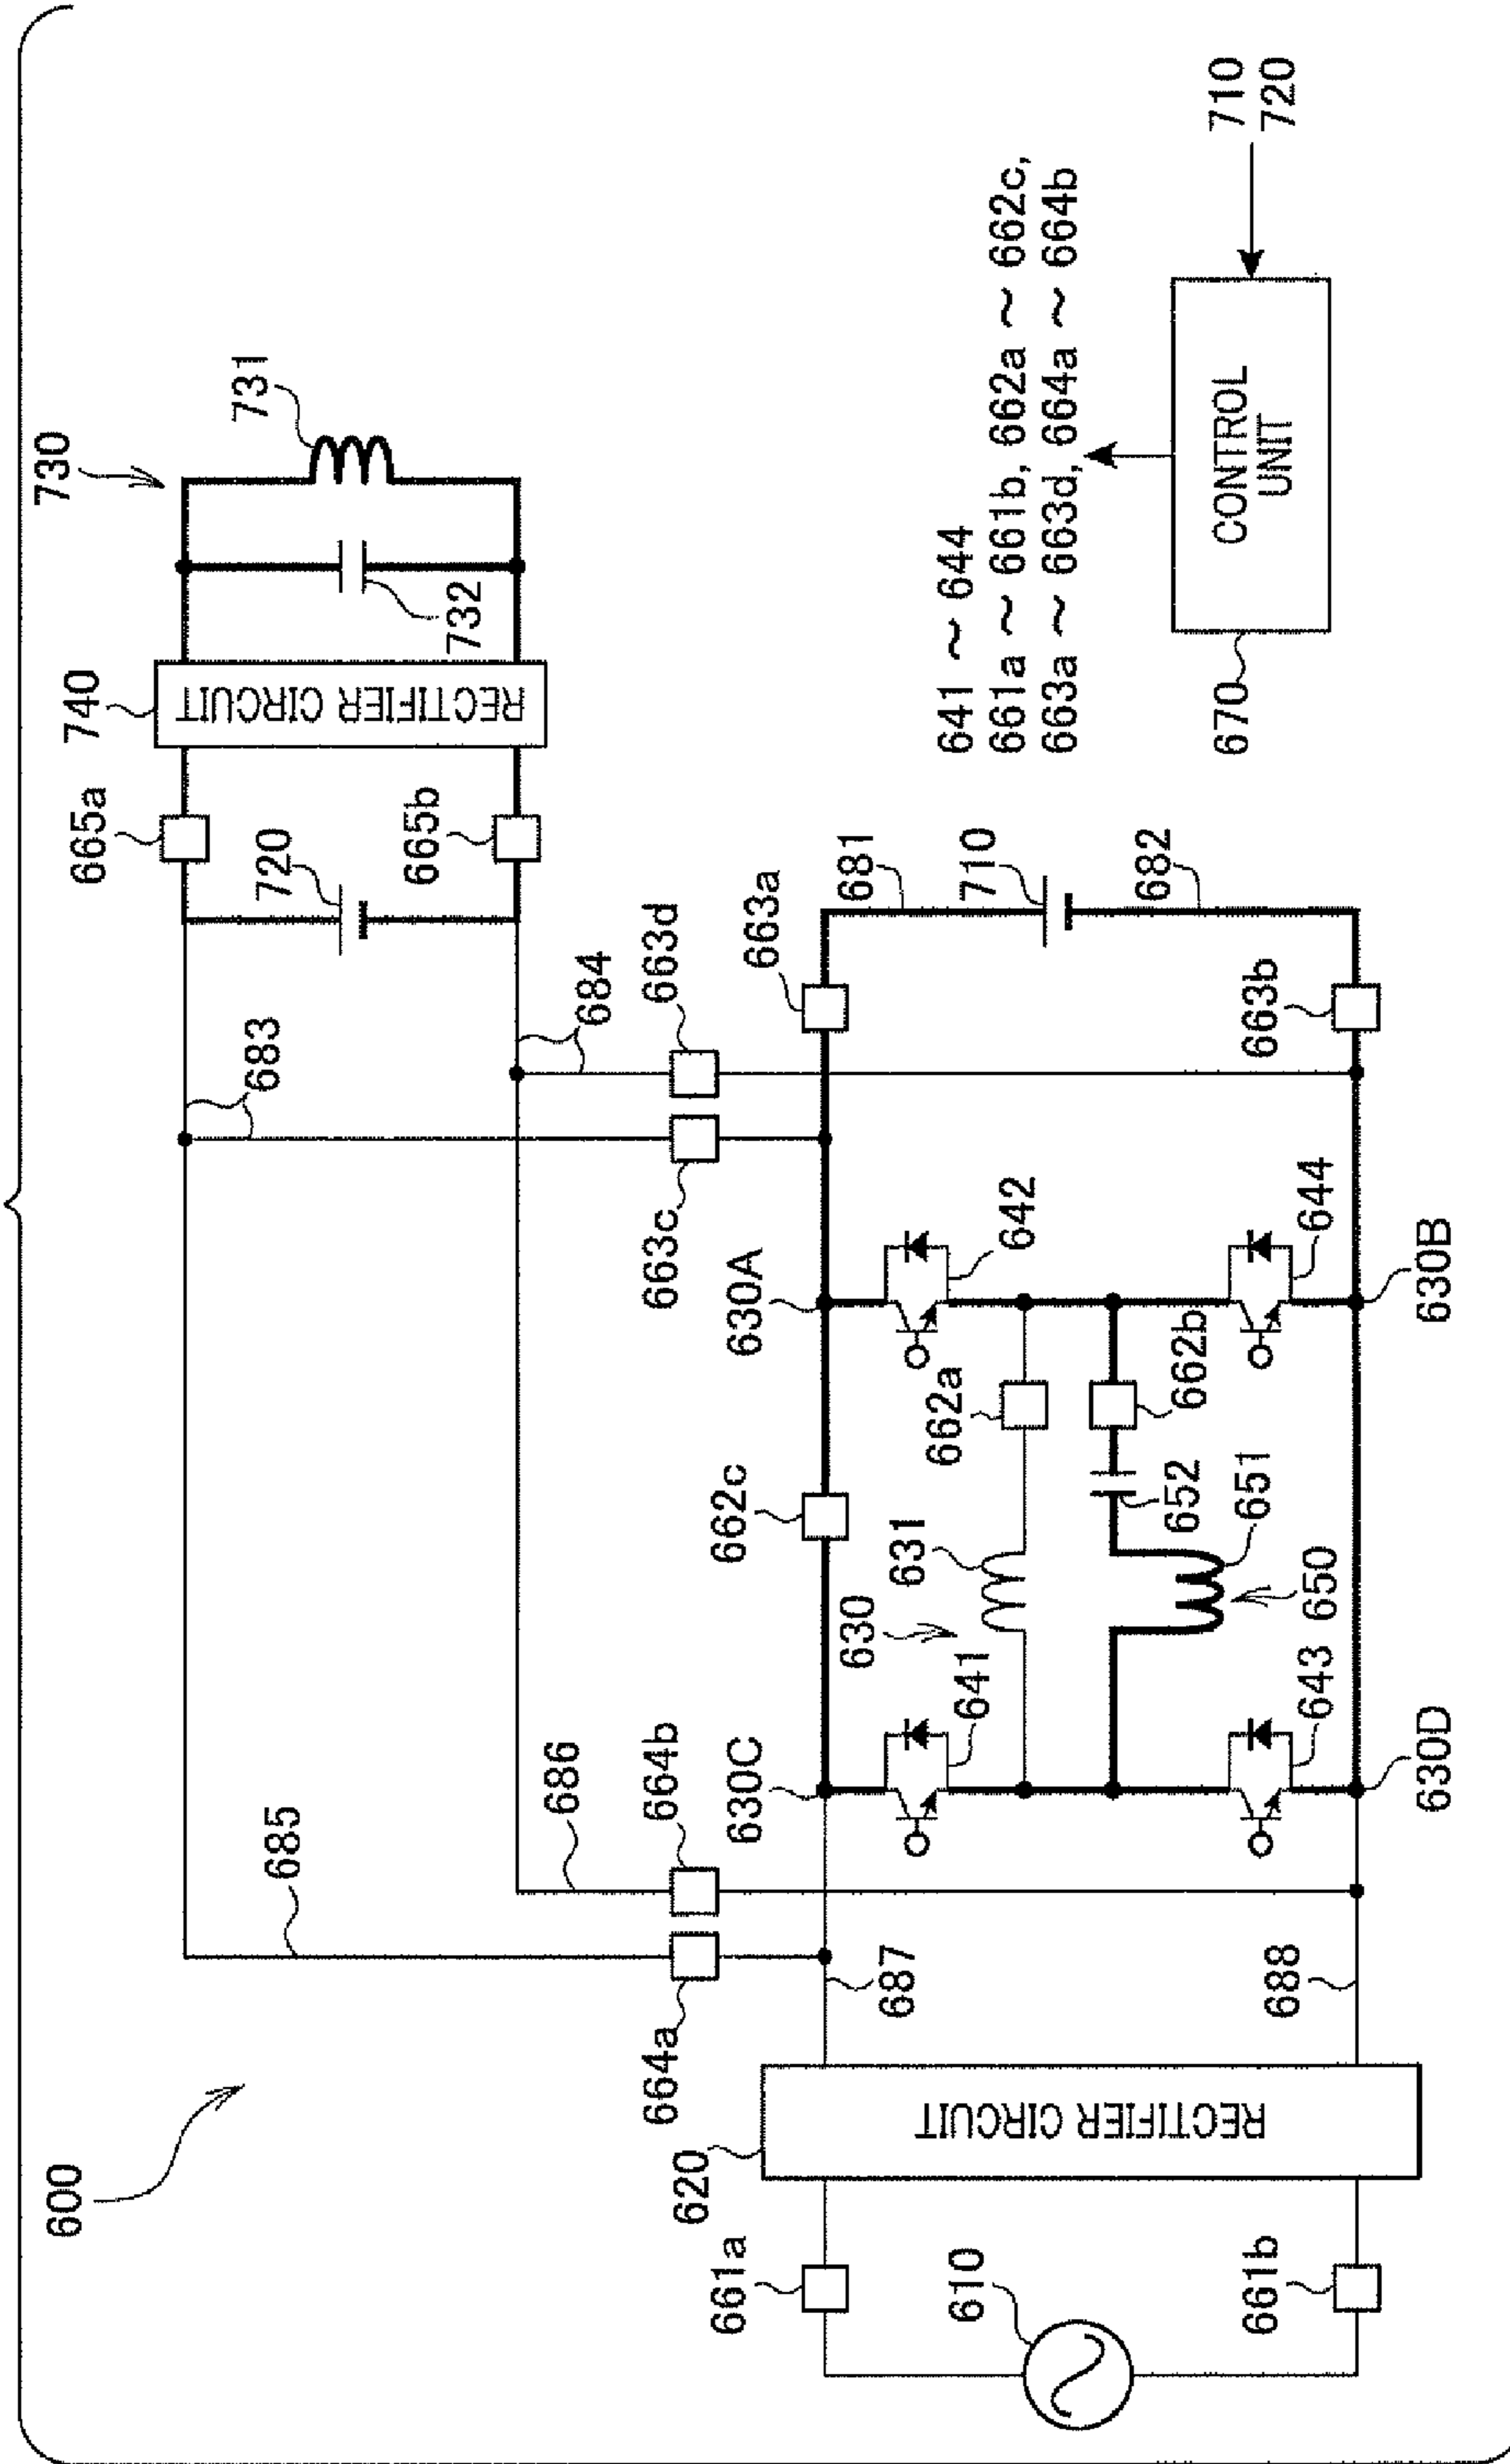 600
730
731
732
740
RECTIFIER CIRCUIT
665a
720
665b
683
684
685
686
664b
664a
663c
663d
663a
681
710
682
663b
630A
642
644
630B
662c
662a
662b
631
630
652
651
650
630C
641
643
630D
687
688
620
RECTIFIER CIRCUIT
661a
610
661b
641 ~ 644
661a ~ 661b, 662a ~ 662c,
663a ~ 663d, 664a ~ 664b
CONTROL
UNIT
670
710
720